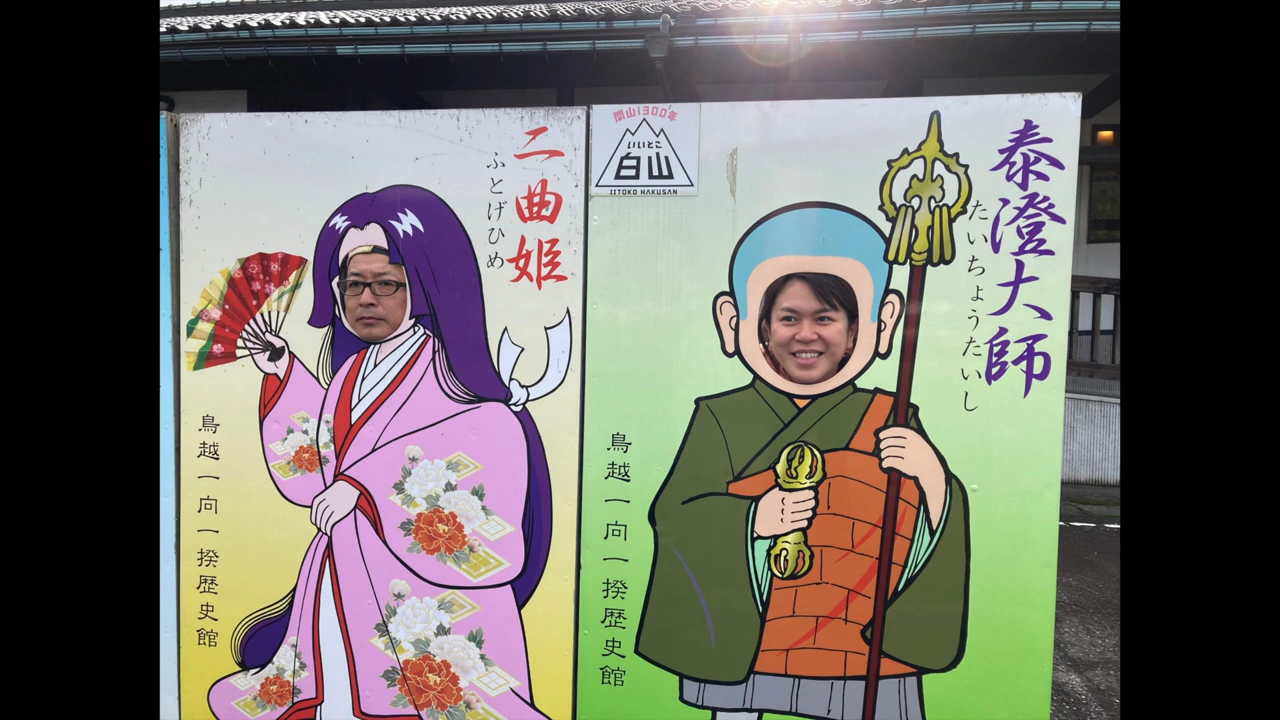 二曲姫
ふとげひめ
鳥越一向一揆歴史館
開山1300年
いいとこ
白山
IITOKO HAKUSAN
泰澄大師
たいちょうたいし
鳥越一向一揆歴史館